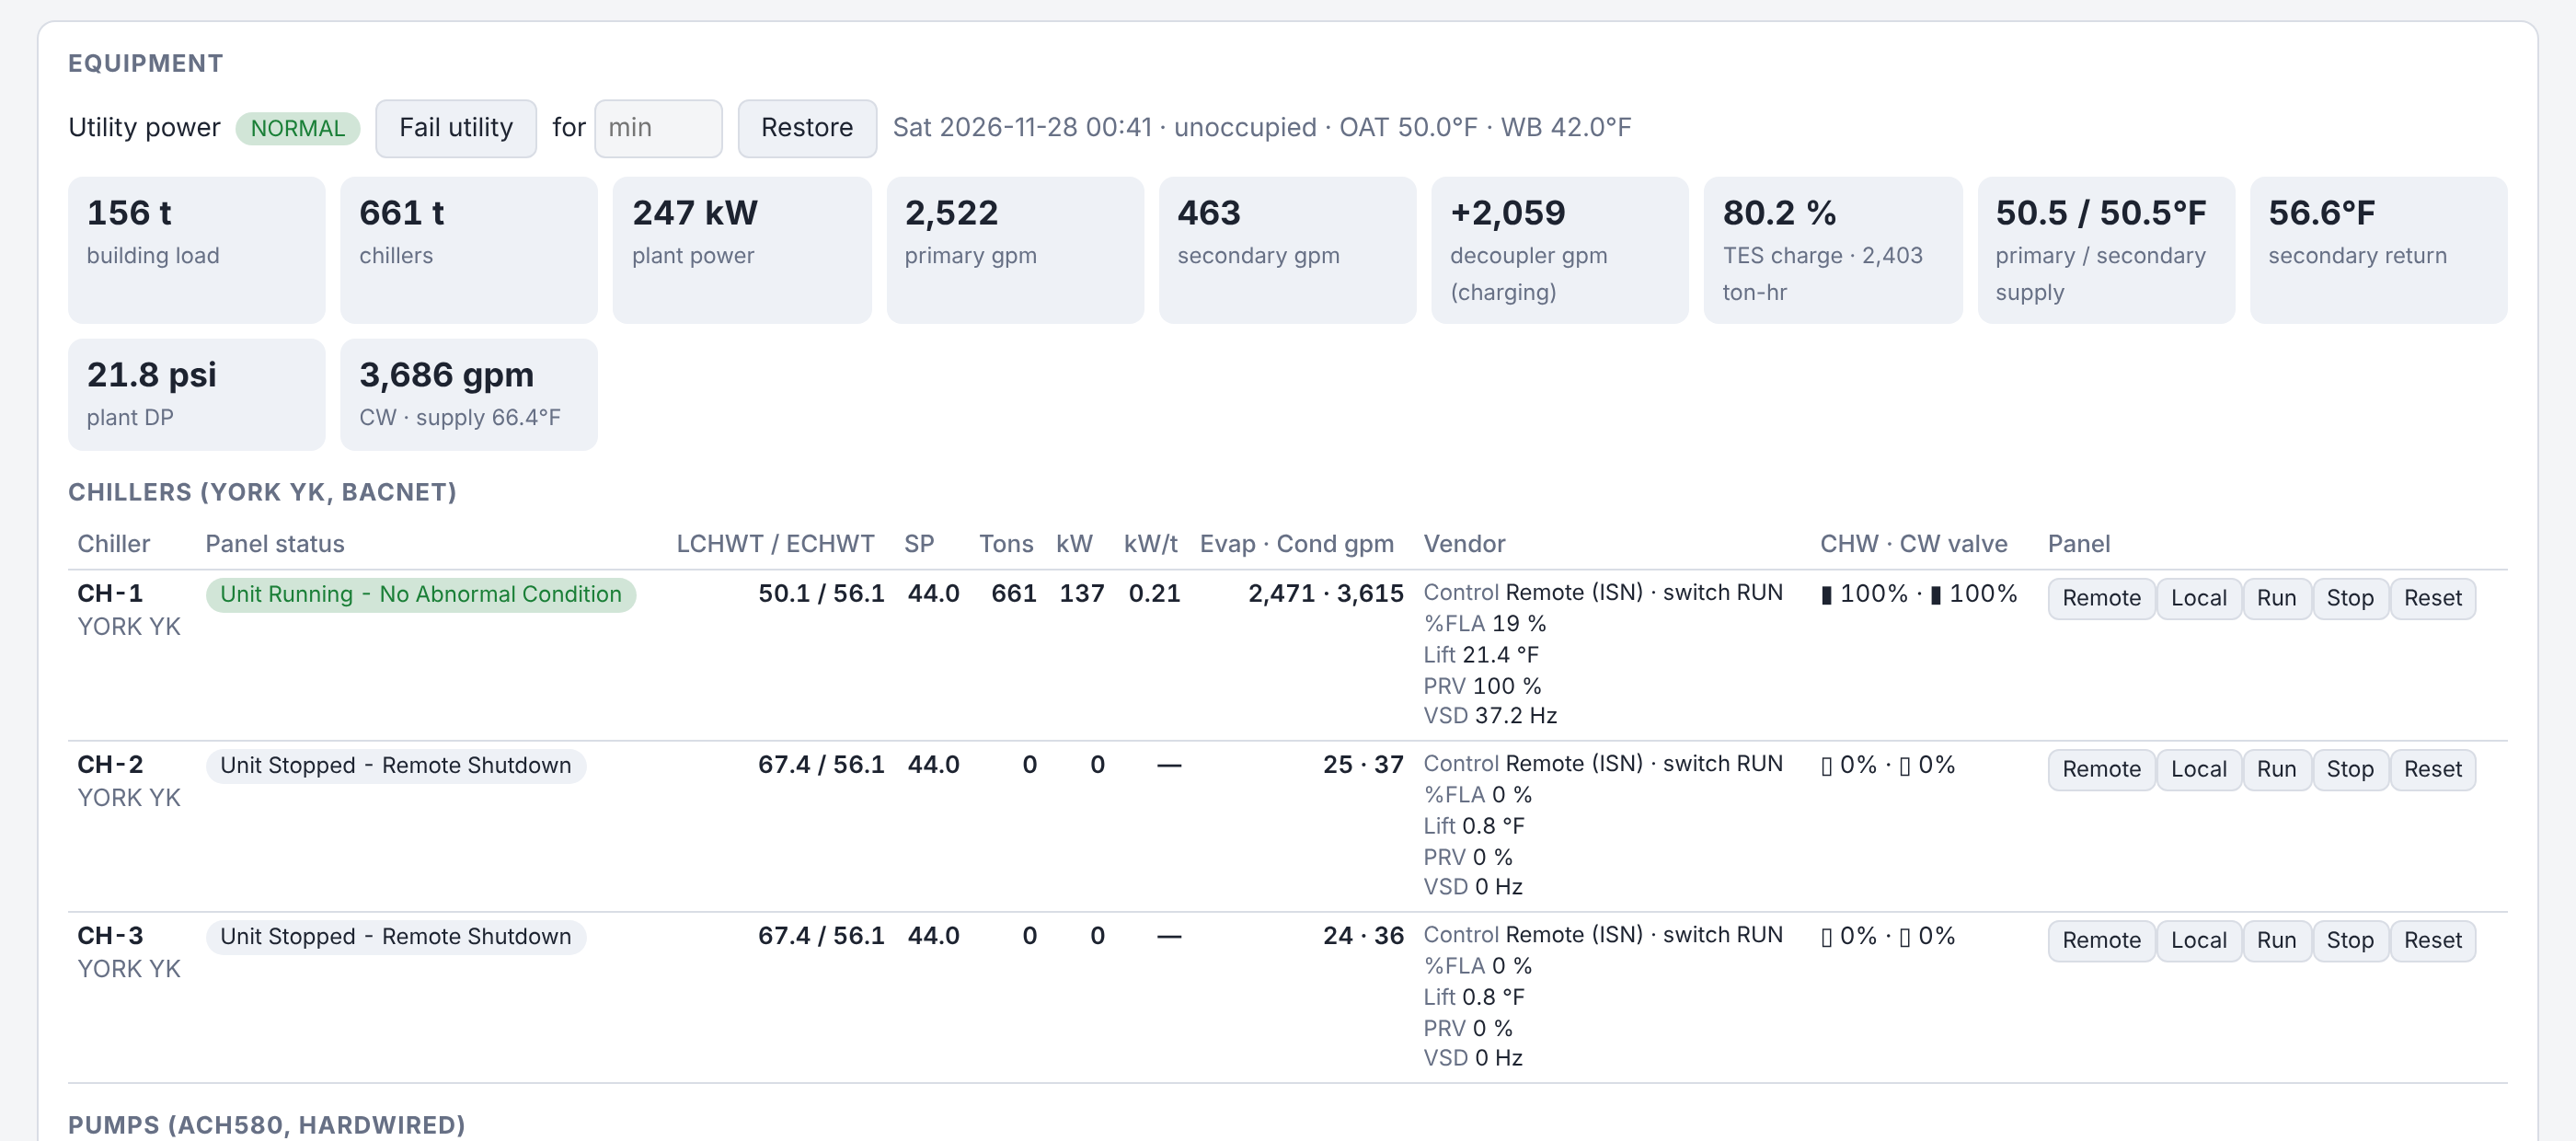 EQUIPMENT
Utility power NORMAL Fail utility for min Restore Sat 2026-11-28 00:41 · unoccupied · OAT 50.0°F · WB 42.0°F
156 t 661 t 247 kW 2,522 463 +2,059 80.2 % 50.5 / 50.5°F 56.6°F
building load chillers plant power primary gpm secondary gpm decoupler gpm TES charge · 2,403 primary / secondary secondary return
(charging) ton-hr supply
21.8 psi 3,686 gpm
plant DP CW · supply 66.4°F
CHILLERS (YORK YK, BACNET)
Chiller Panel status LCHWT / ECHWT SP Tons kW kW/t Evap · Cond gpm Vendor CHW · CW valve Panel
CH-1 Unit Running - No Abnormal Condition 50.1 / 56.1 44.0 661 137 0.21 2,471 · 3,615 Control Remote (ISN) · switch RUN ▮ 100% · ▮ 100% Remote Local Run Stop Reset
YORK YK %FLA 19 %
Lift 21.4 °F
PRV 100 %
VSD 37.2 Hz
CH-2 Unit Stopped - Remote Shutdown 67.4 / 56.1 44.0 0 0 — 25 · 37 Control Remote (ISN) · switch RUN ▯ 0% · ▯ 0% Remote Local Run Stop Reset
YORK YK %FLA 0 %
Lift 0.8 °F
PRV 0 %
VSD 0 Hz
CH-3 Unit Stopped - Remote Shutdown 67.4 / 56.1 44.0 0 0 — 24 · 36 Control Remote (ISN) · switch RUN ▯ 0% · ▯ 0% Remote Local Run Stop Reset
YORK YK %FLA 0 %
Lift 0.8 °F
PRV 0 %
VSD 0 Hz
PUMPS (ACH580, HARDWIRED)